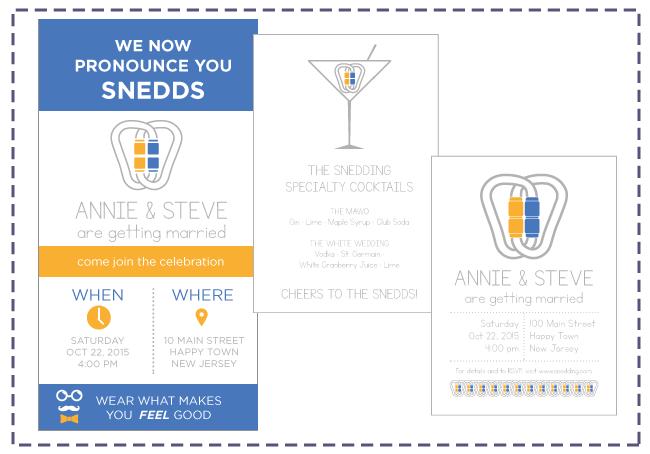 WE NOW
PRONOUNCE YOU
SNEDDS
ANNIE & STEVE
are getting married
come join the celebration
WHEN
SATURDAY
OCT 22, 2015
4:00 PM
WHERE
10 MAIN STREET
HAPPY TOWN
NEW JERSEY
WEAR WHAT MAKES
YOU FEEL GOOD
THE SNEDDING
SPECIALTY COCKTAILS
THE MAWO
Gin · Lime · Maple Syrup · Club Soda
THE WHITE WEDDING
Vodka · St. Germain ·
White Cranberry Juice · Lime
CHEERS TO THE SNEDDS!
ANNIE & STEVE
are getting married
Saturday
Oct 22, 2015
4:00 pm
100 Main Street
Happy Town
New Jersey
For details and to RSVP, visit www.snedding.com